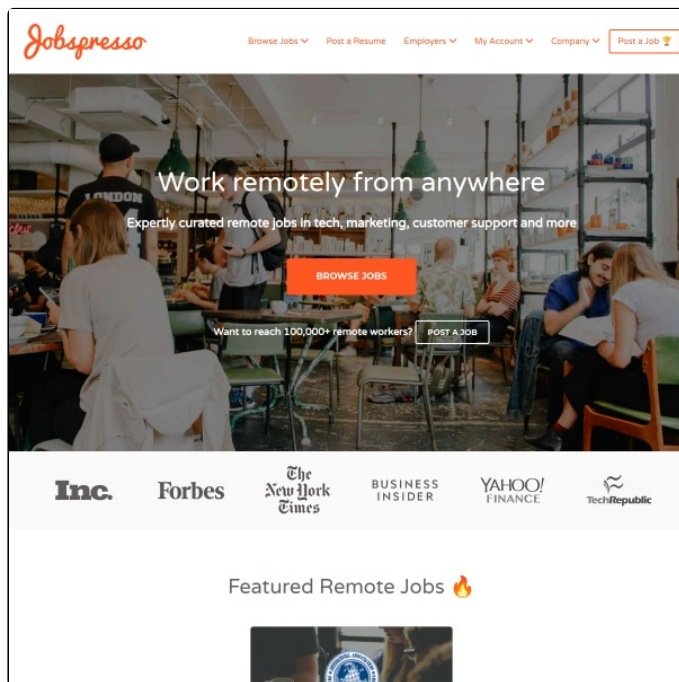 Jobspresso
Browse Jobs
Post a Resume
Employers
My Account
Company
Post a Job 🏆
LONDON
Work remotely from anywhere
Expertly curated remote jobs in tech, marketing, customer support and more
BROWSE JOBS
Want to reach 100,000+ remote workers?
POST A JOB
Inc.
Forbes
The
New York
Times
BUSINESS
INSIDER
YAHOO!
FINANCE
TechRepublic
Featured Remote Jobs 🔥